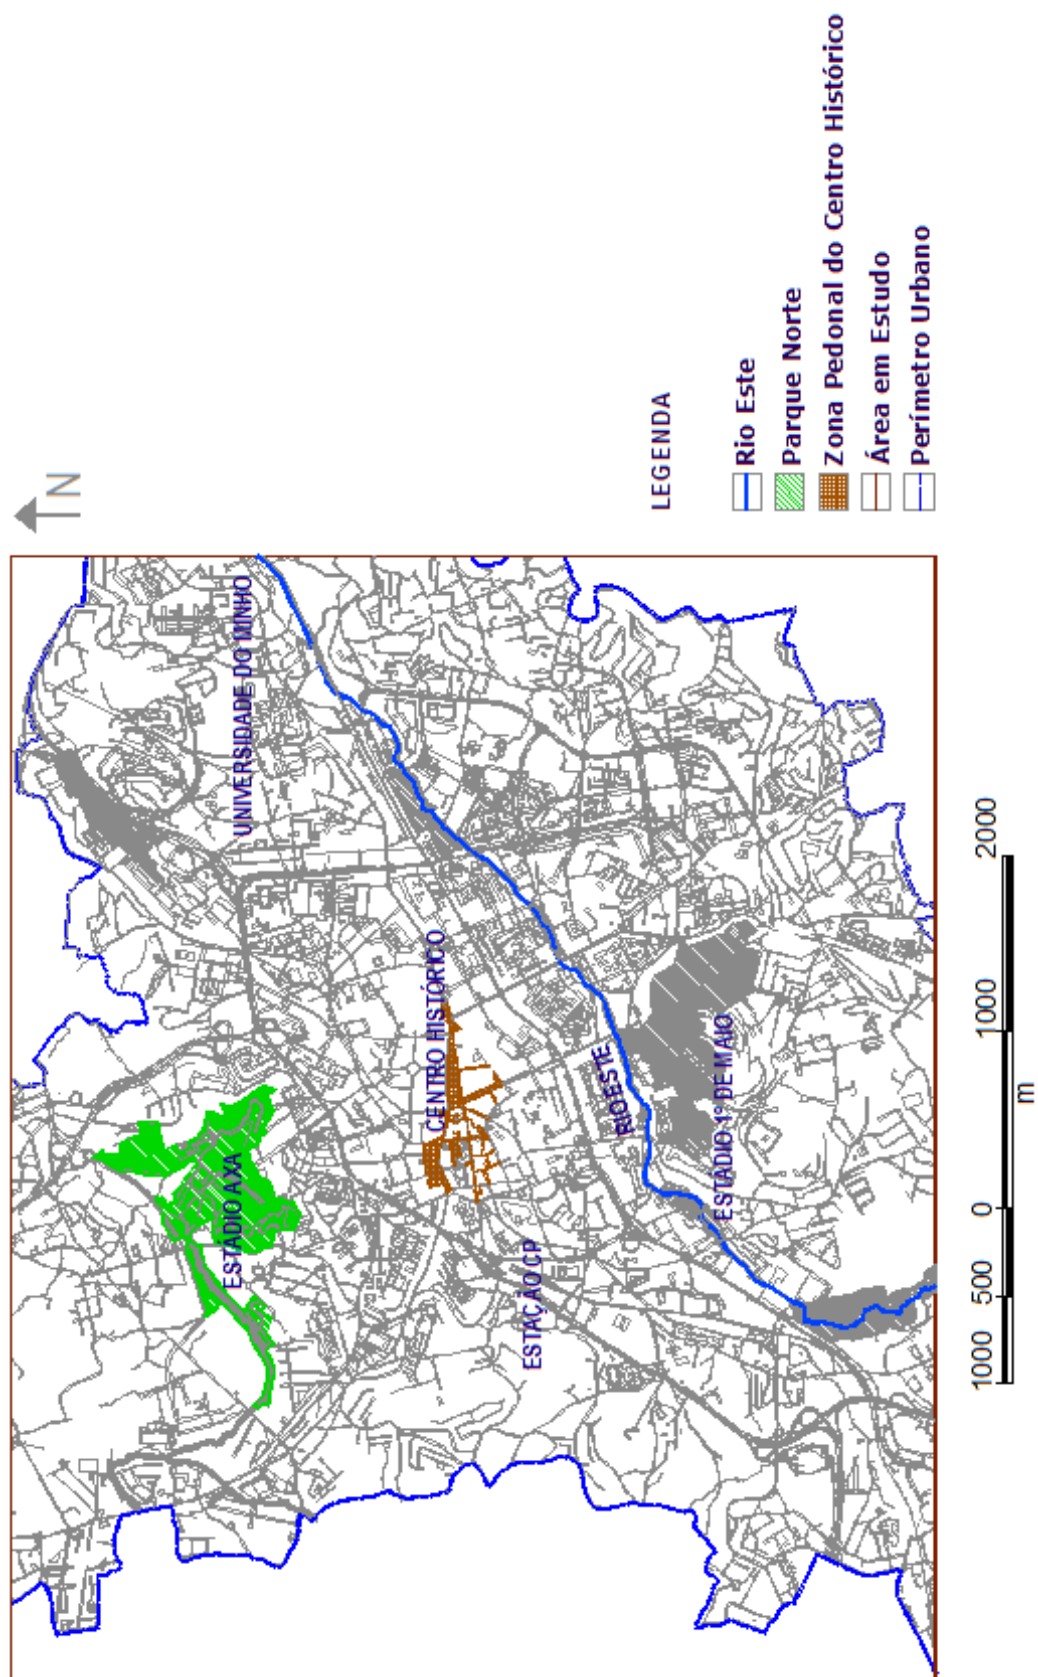 N
UNIVERSIDADE DO MINHO
ESTÁDIO AXA
CENTRO HISTÓRICO
ESTAÇÃO CP
RIO ESTE
ESTÁDIO 1º DE MAIO
LEGENDA
Rio Este
Parque Norte
Zona Pedonal do Centro Histórico
Área em Estudo
Perímetro Urbano
1000 500 0 1000 2000
m